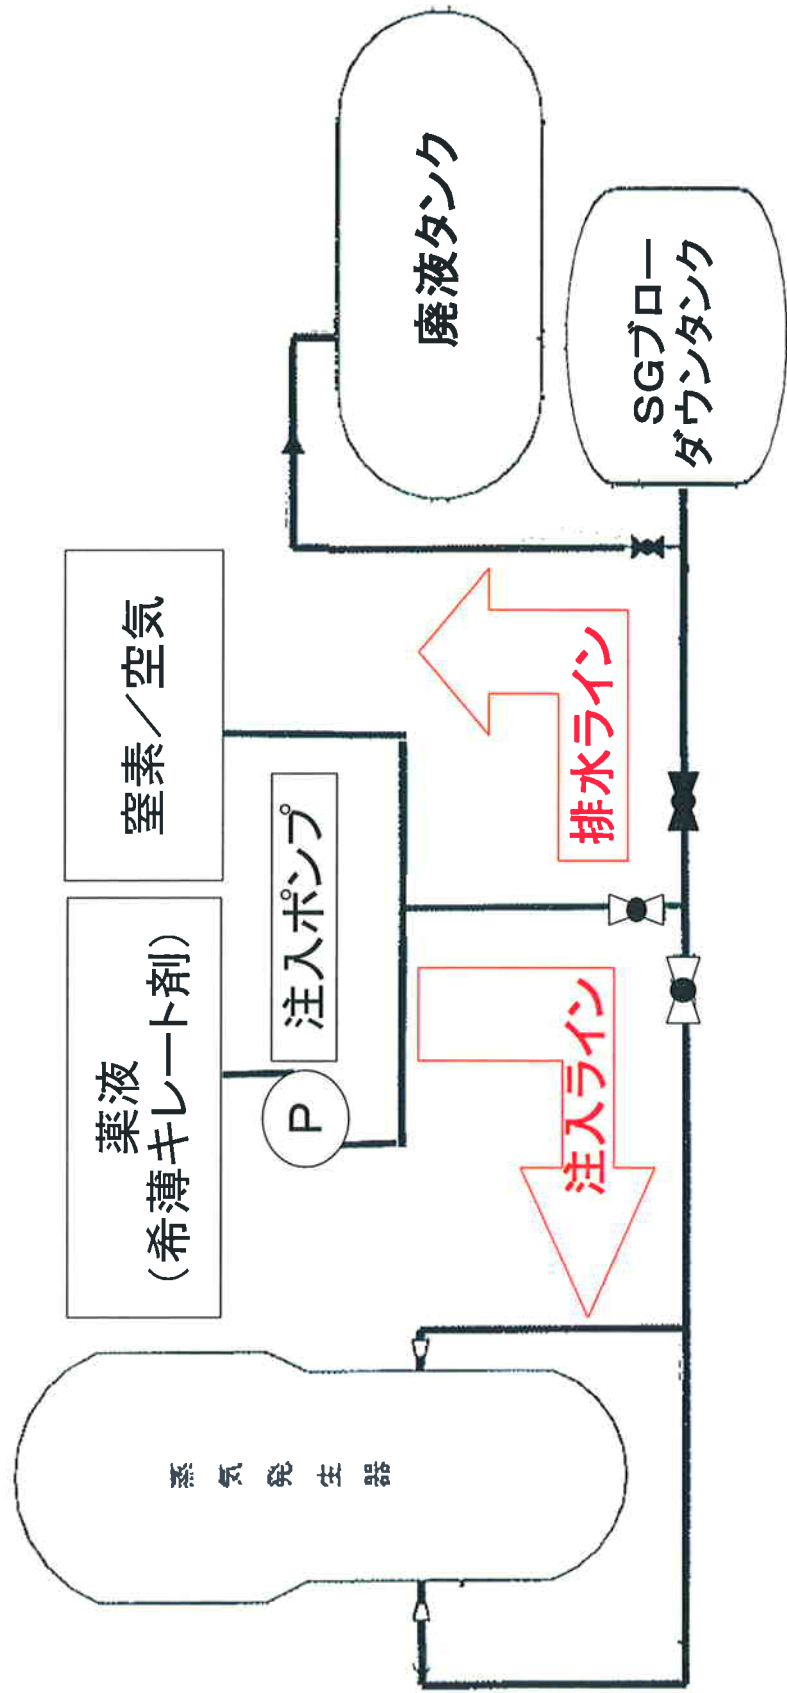 蒸気発生器
薬液
(希薄キレート剤)
窒素／空気
P
注入ポンプ
注入ライン
排水ライン
廃液タンク
SGブロー
ダウンタンク